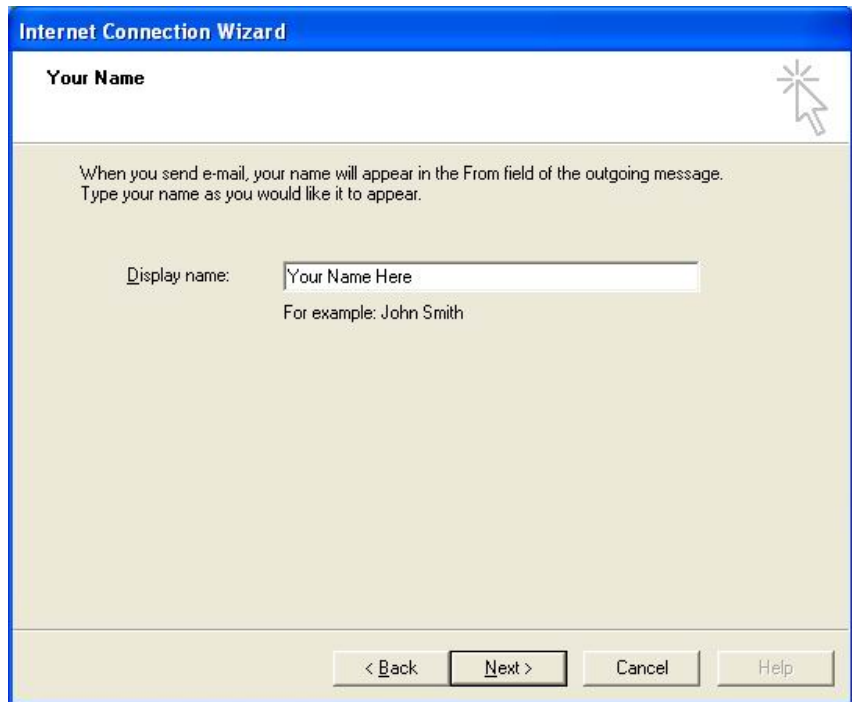 Internet Connection Wizard
Your Name
When you send e-mail, your name will appear in the From field of the outgoing message.
Type your name as you would like it to appear.
Display name: Your Name Here
For example: John Smith
< Back Next > Cancel Help